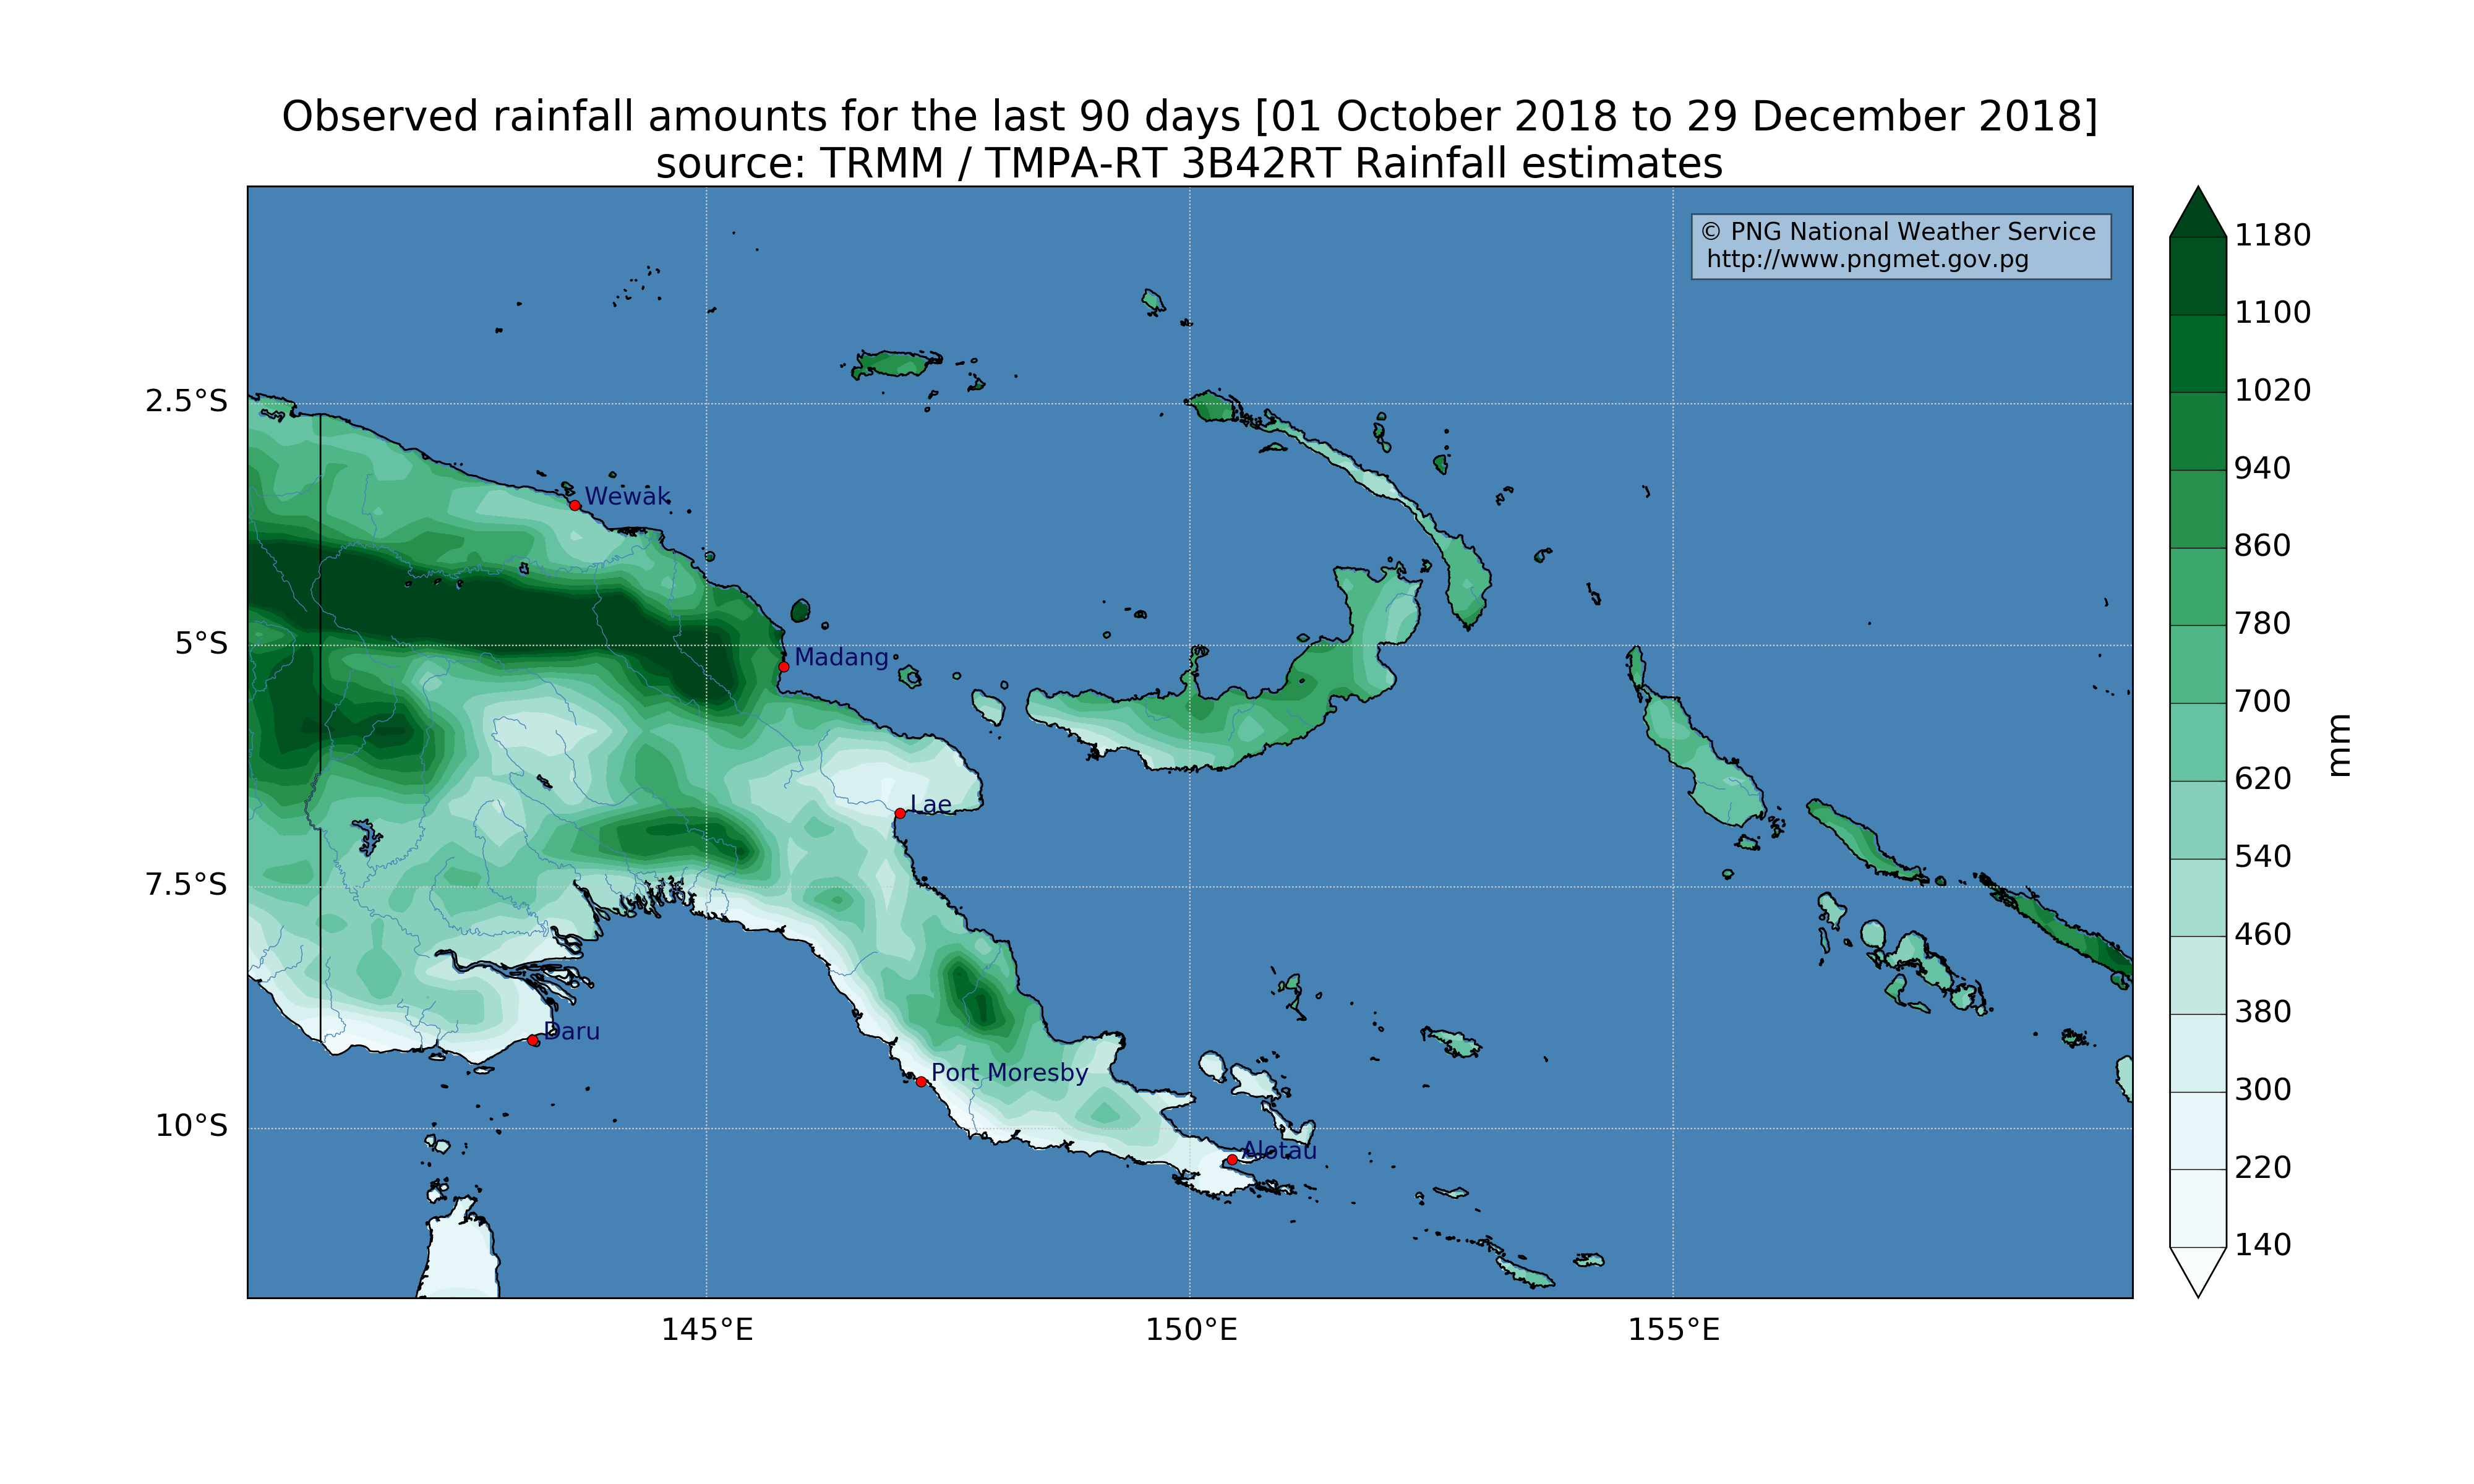 Observed rainfall amounts for the last 90 days [01 October 2018 to 29 December 2018]
source: TRMM / TMPA-RT 3B42RT Rainfall estimates
© PNG National Weather Service
http://www.pngmet.gov.pg
2.5°S
5°S
7.5°S
10°S
145°E
150°E
155°E
Wewak
Madang
Lae
Daru
Port Moresby
Alotau
1180
1100
1020
940
860
780
700
620
540
460
380
300
220
140
mm